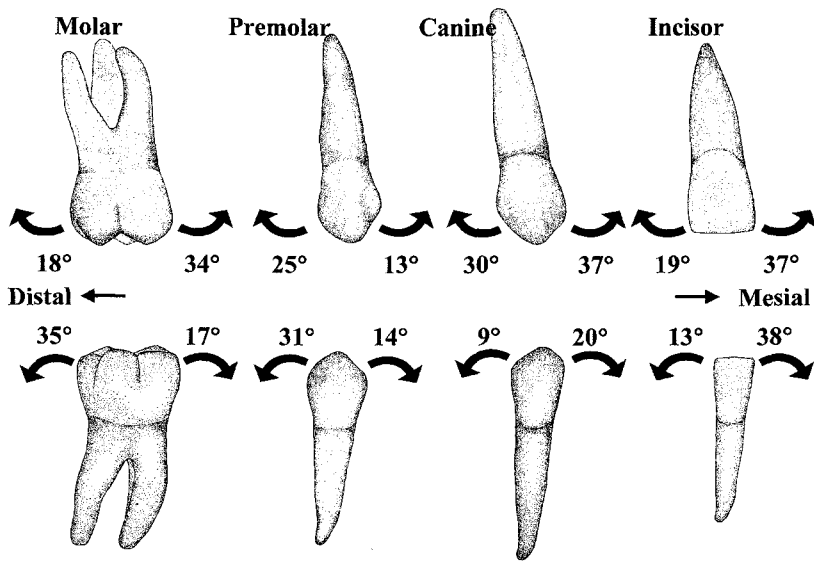 Molar Premolar Canine Incisor
18° 34° 25° 13° 30° 37° 19° 37°
Distal Mesial
35° 17° 31° 14° 9° 20° 13° 38°